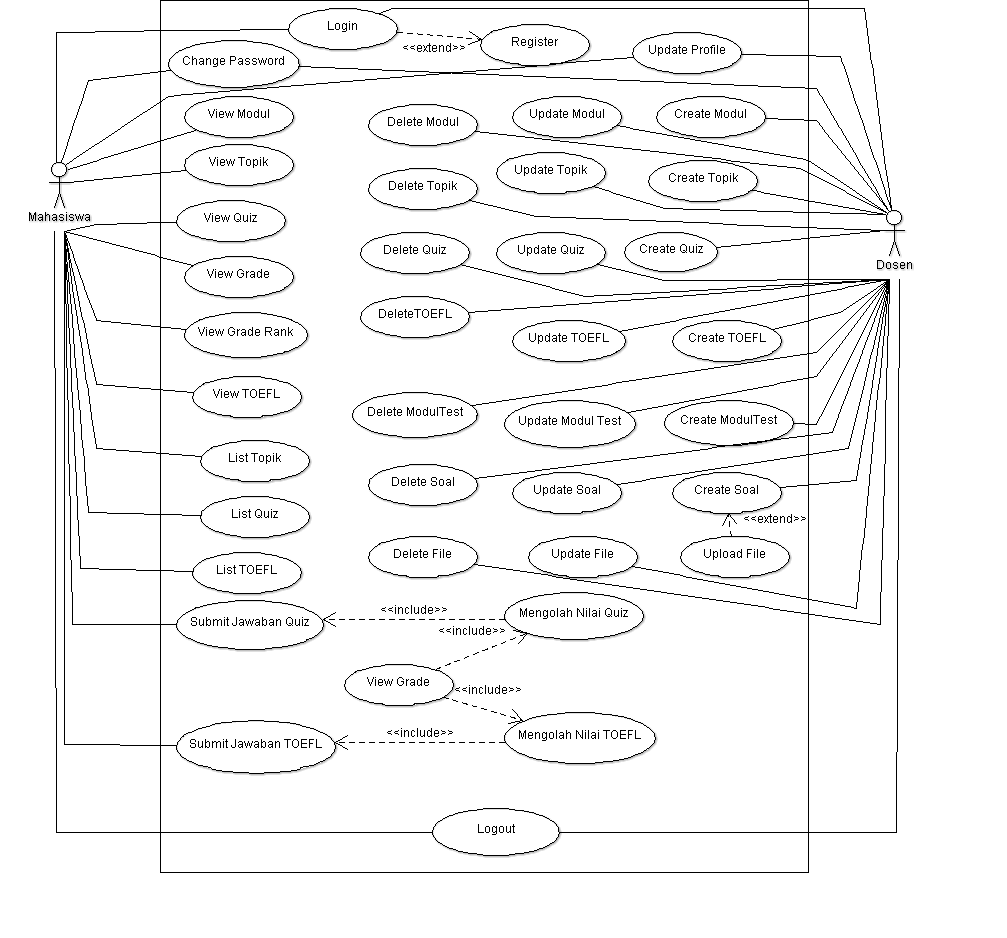 Login
<<extend>>
Register
Update Profile
Change Password
View Modul
Delete Modul
Update Modul
Create Modul
View Topik
Delete Topik
Update Topik
Create Topik
Mahasiswa
View Quiz
Delete Quiz
Update Quiz
Create Quiz
Dosen
View Grade
DeleteTOEFL
View Grade Rank
Update TOEFL
Create TOEFL
View TOEFL
Delete ModulTest
Update Modul Test
Create ModulTest
List Topik
Delete Soal
Update Soal
Create Soal
List Quiz
<<extend>>
Delete File
Update File
Upload File
List TOEFL
Submit Jawaban Quiz
<<include>>
Mengolah Nilai Quiz
<<include>>
View Grade
<<include>>
Submit Jawaban TOEFL
<<include>>
Mengolah Nilai TOEFL
Logout